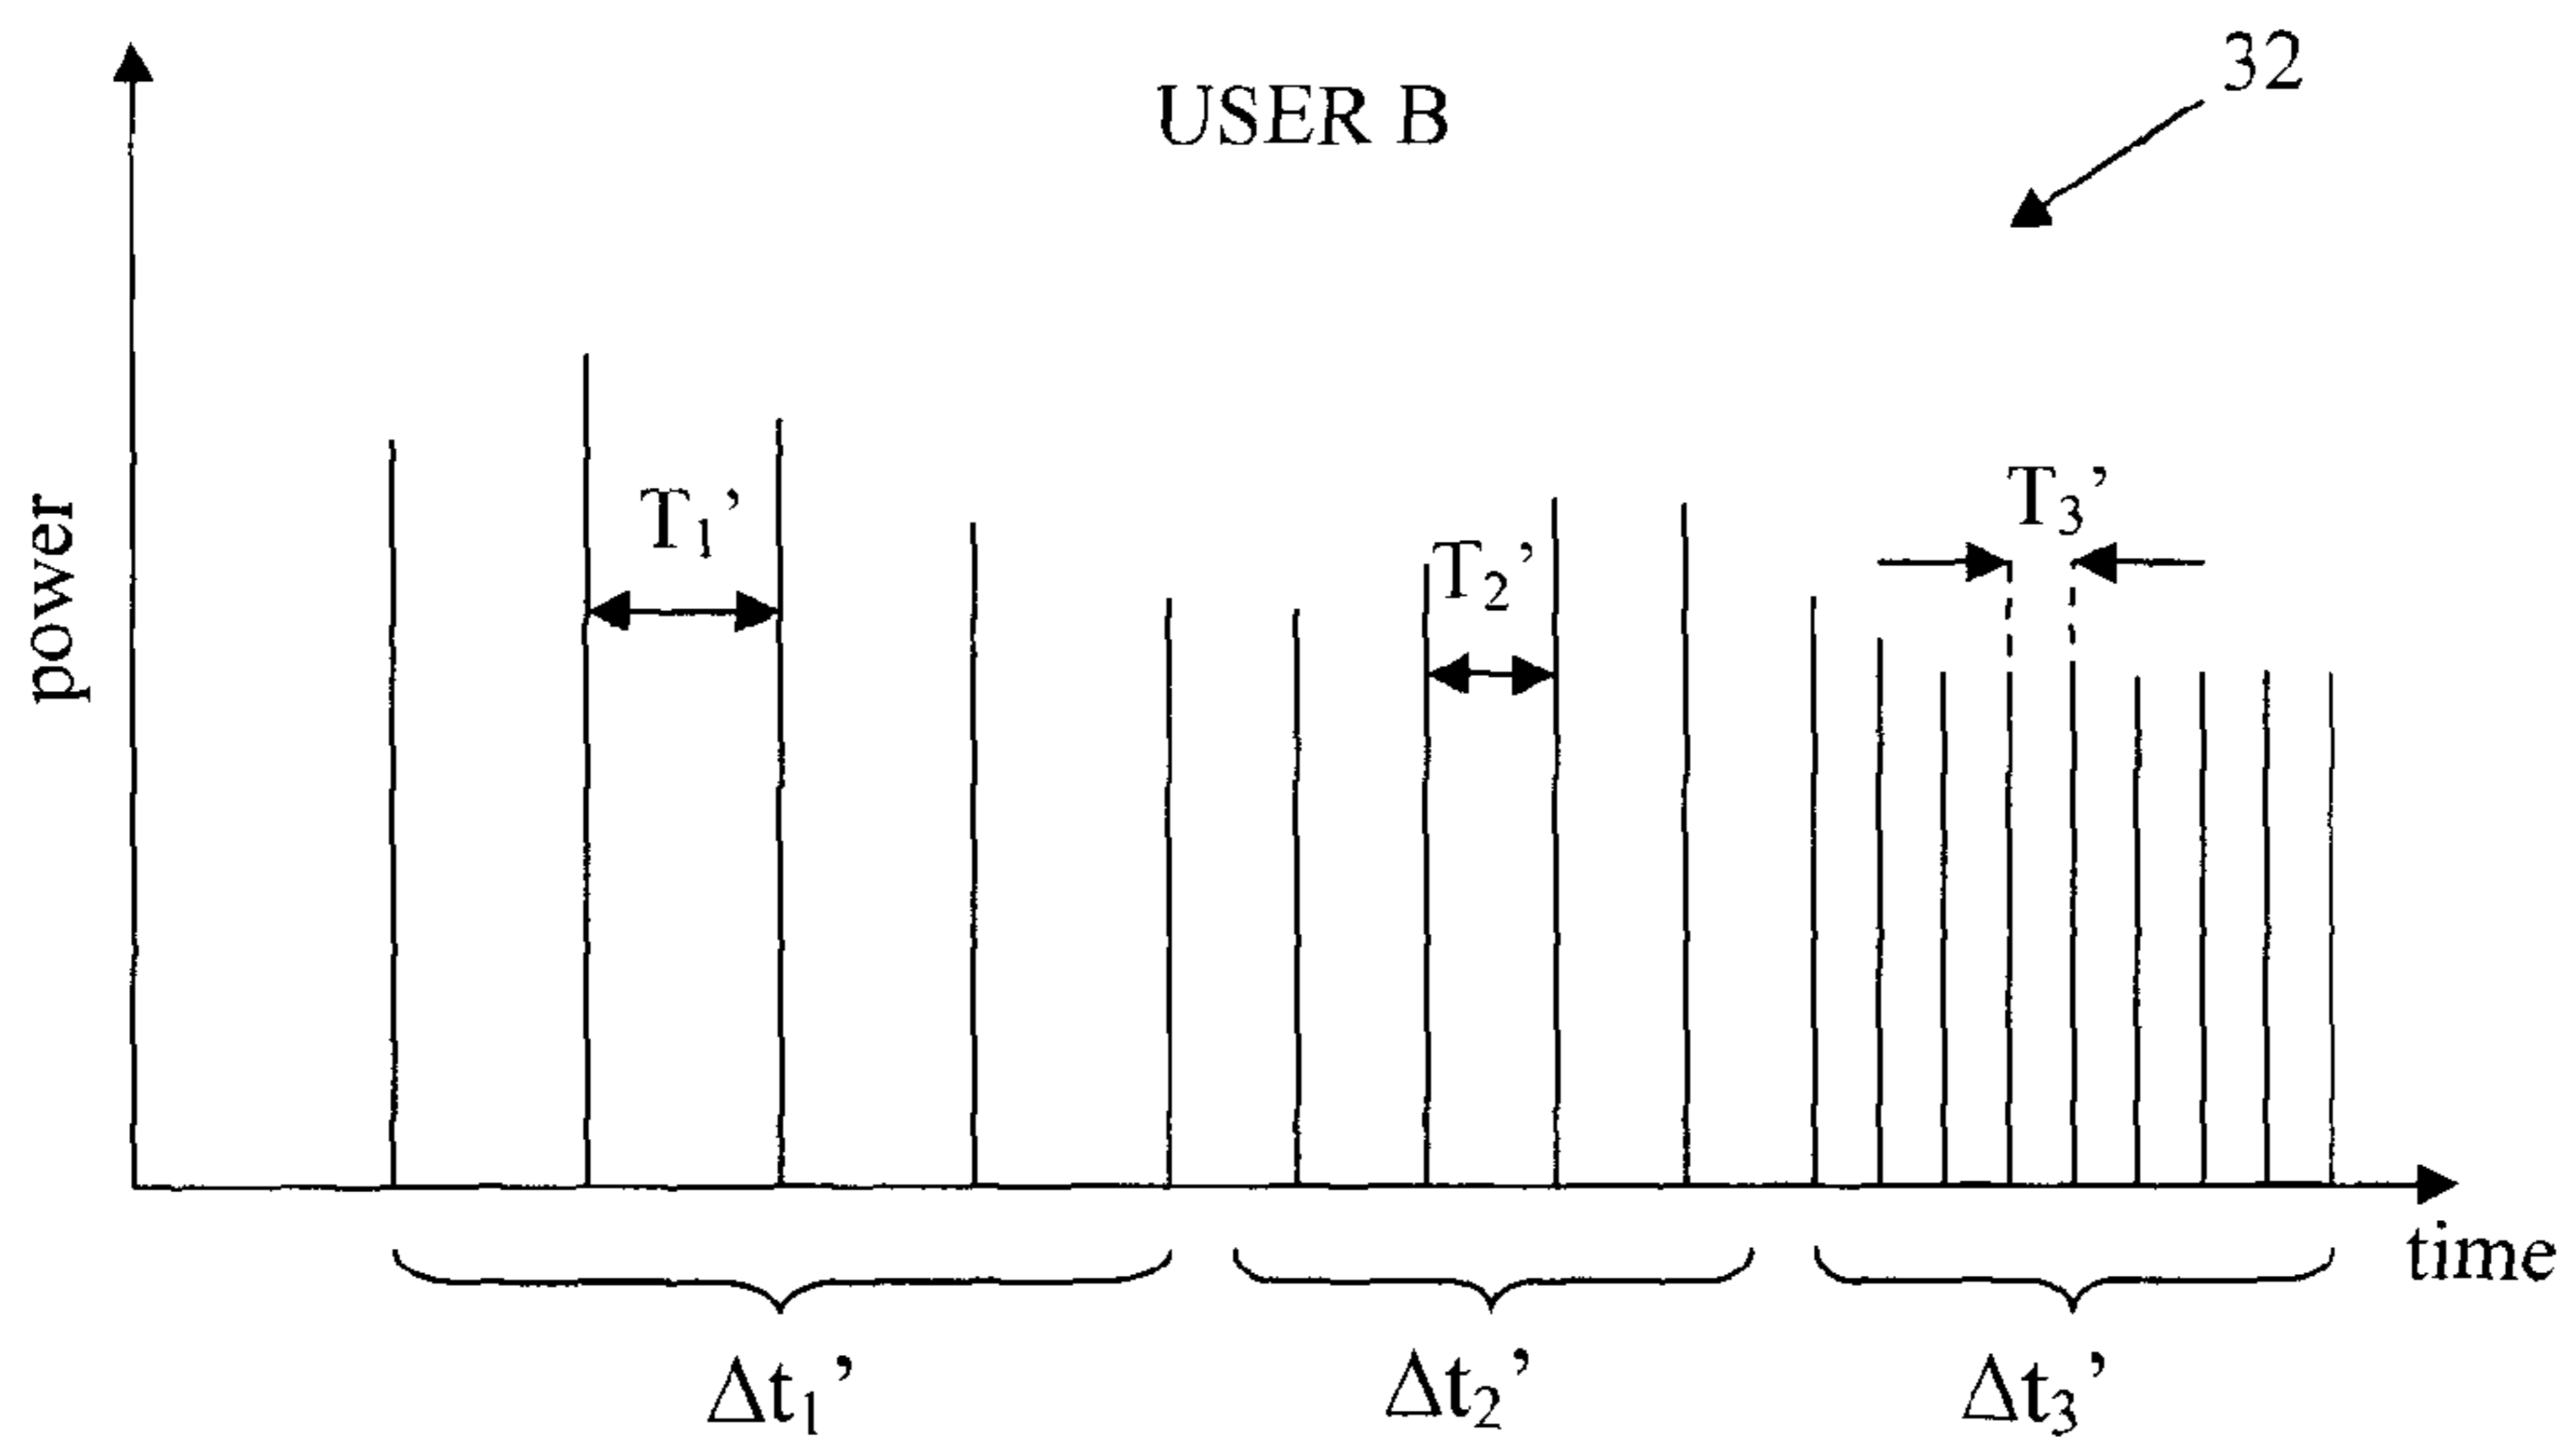 32
USER B
power
T₁’
T₂’
T₃’
time
Δt₁’
Δt₂’
Δt₃’